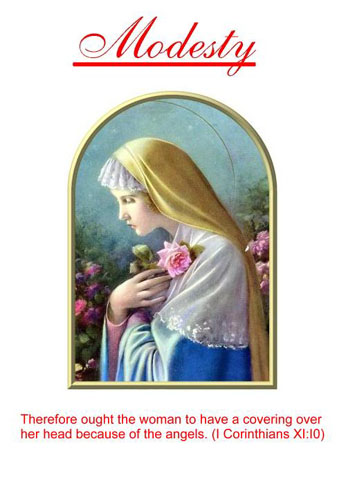 Modesty
Therefore ought the woman to have a covering over
her head because of the angels. (I Corinthians XI:I0)